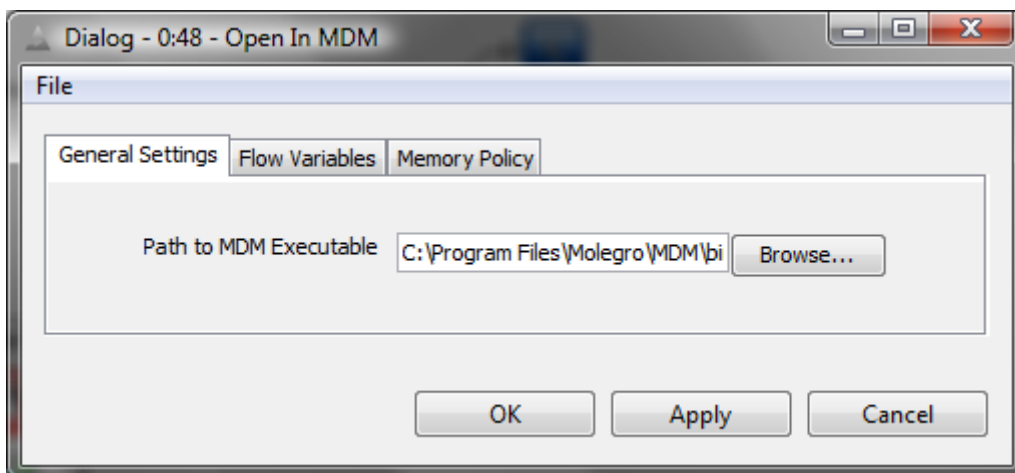 Dialog - 0:48 - Open In MDM
File
General Settings Flow Variables Memory Policy
Path to MDM Executable C:\Program Files\Molegro\MDM\bi Browse...
OK Apply Cancel